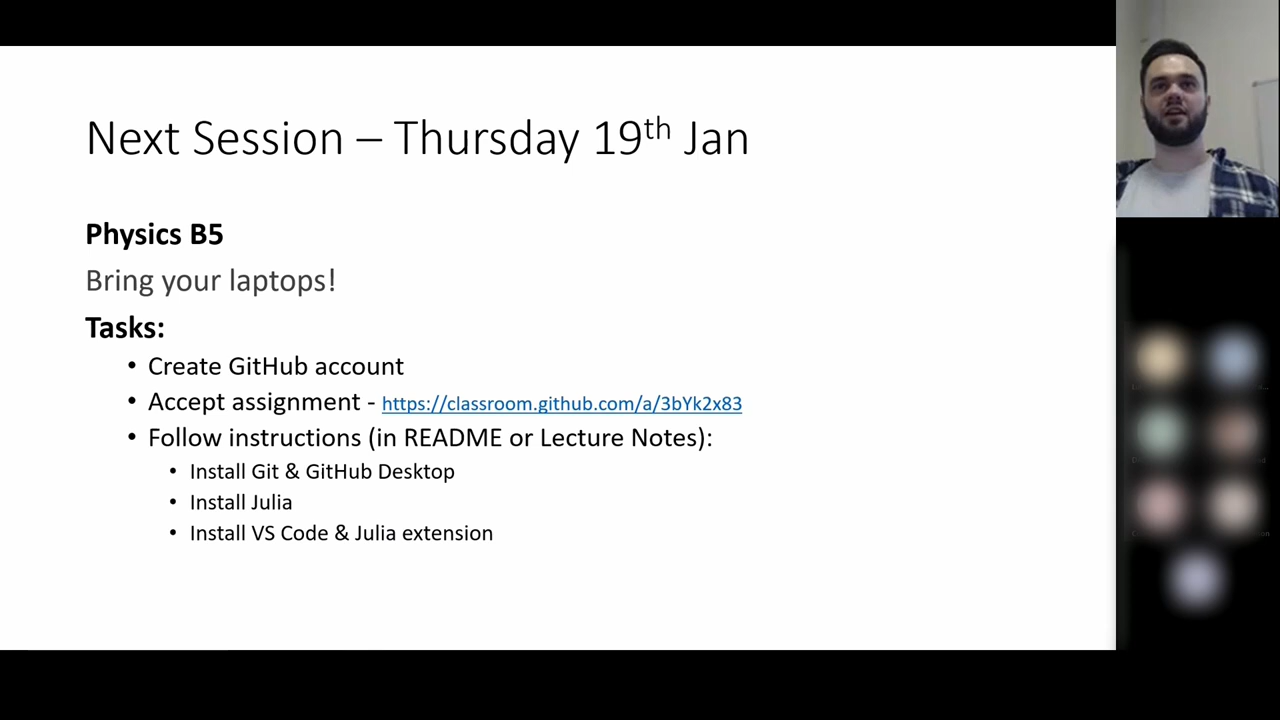 Next Session – Thursday 19th Jan
Physics B5
Bring your laptops!
Tasks:
• Create GitHub account
• Accept assignment - https://classroom.github.com/a/3bYk2x83
• Follow instructions (in README or Lecture Notes):
• Install Git & GitHub Desktop
• Install Julia
• Install VS Code & Julia extension